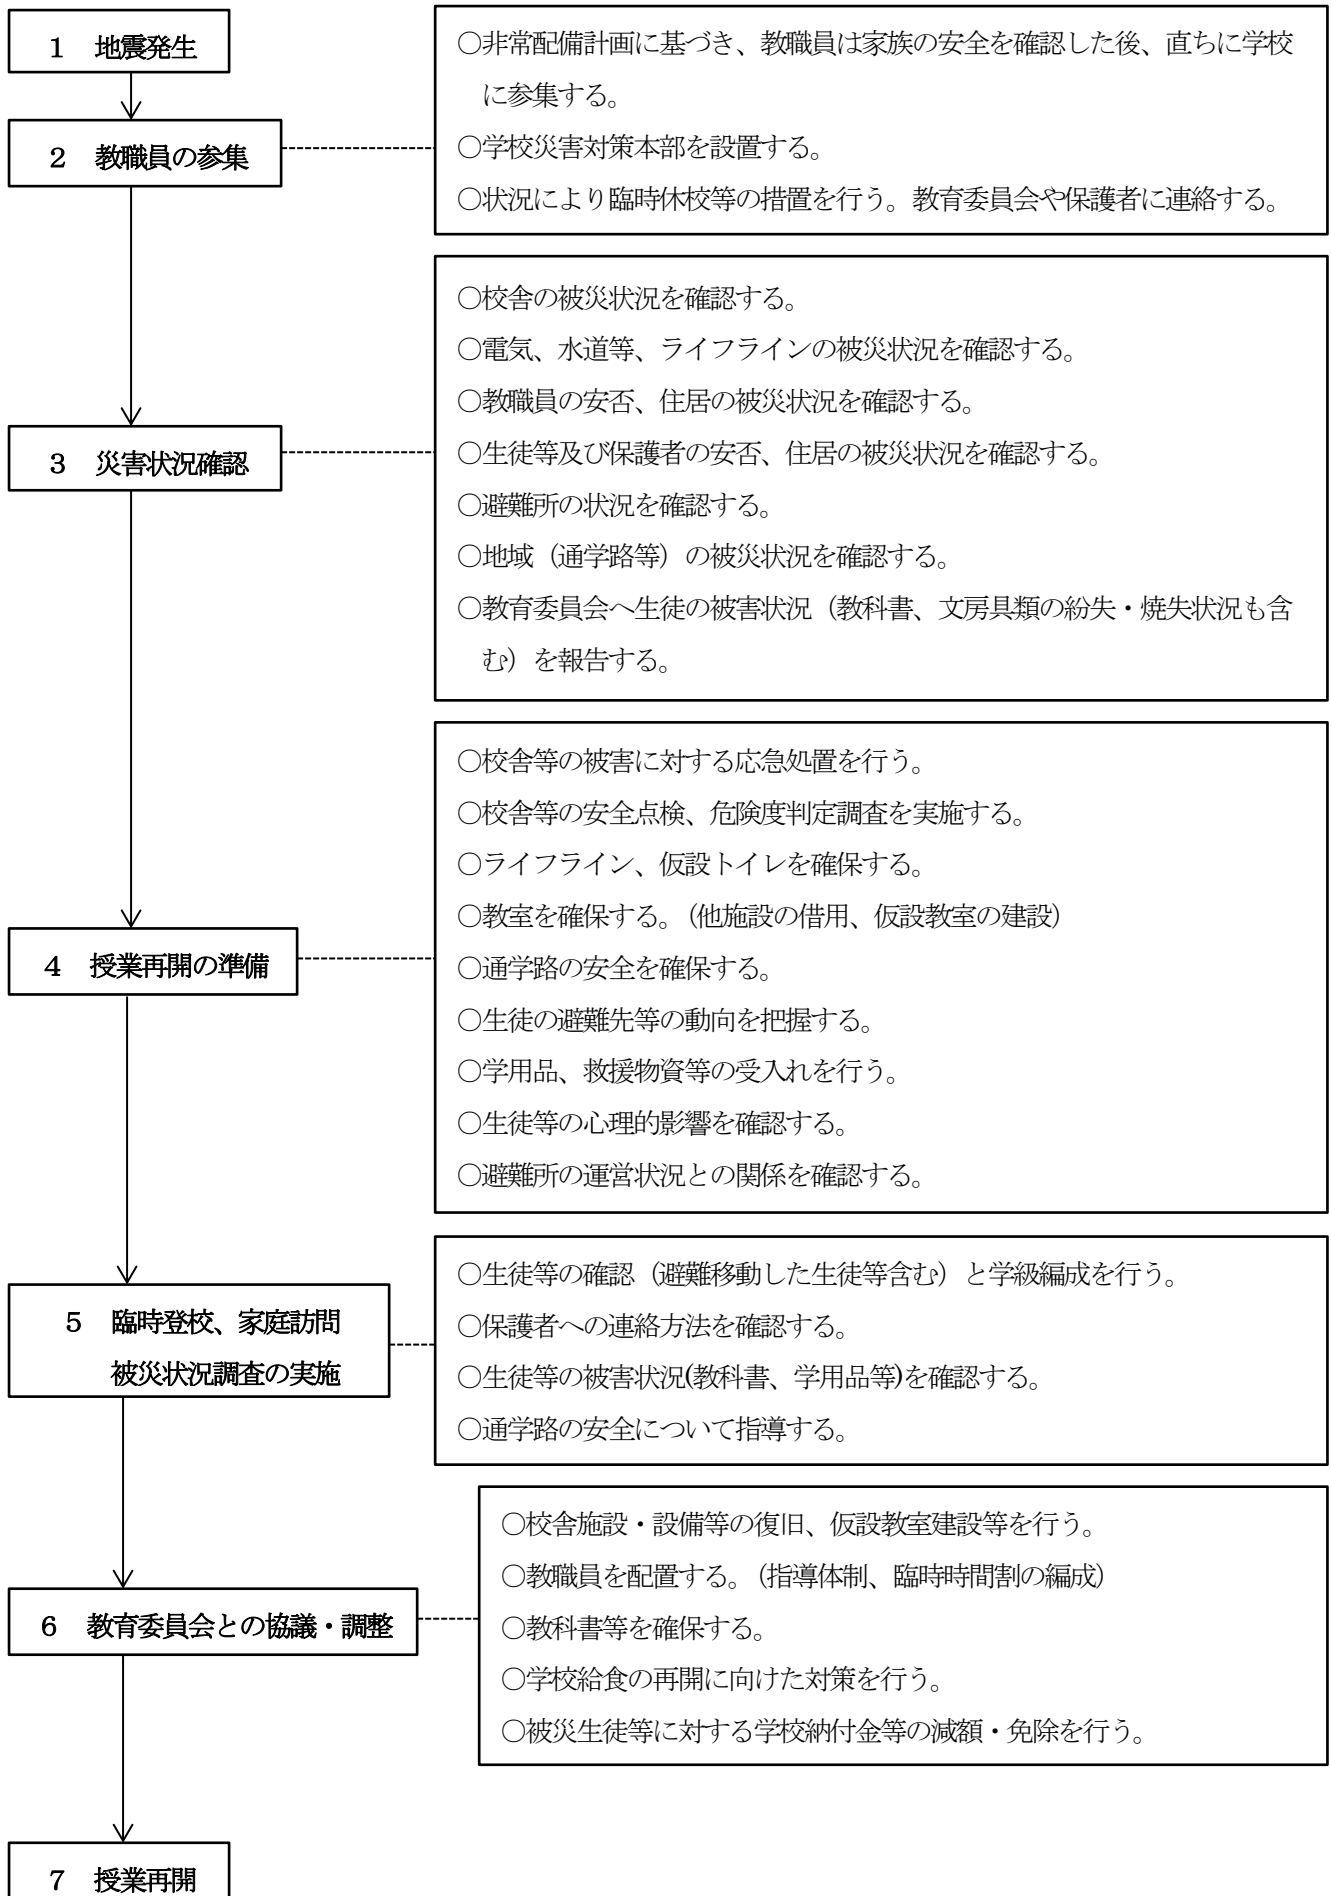 1 地震発生
○非常配備計画に基づき、教職員は家族の安全を確認した後、直ちに学校
に参集する。
2 教職員の参集
○学校災害対策本部を設置する。
○状況により臨時休校等の措置を行う。教育委員会や保護者に連絡する。
○校舎の被災状況を確認する。
○電気、水道等、ライフラインの被災状況を確認する。
○教職員の安否、住居の被災状況を確認する。
3 災害状況確認
○生徒等及び保護者の安否、住居の被災状況を確認する。
○避難所の状況を確認する。
○地域（通学路等）の被災状況を確認する。
○教育委員会へ生徒の被害状況（教科書、文房具類の紛失・焼失状況も含
む）を報告する。
○校舎等の被害に対する応急処置を行う。
○校舎等の安全点検、危険度判定調査を実施する。
○ライフライン、仮設トイレを確保する。
○教室を確保する。（他施設の借用、仮設教室の建設）
4 授業再開の準備
○通学路の安全を確保する。
○生徒の避難先等の動向を把握する。
○学用品、救援物資等の受入れを行う。
○生徒等の心理的影響を確認する。
○避難所の運営状況との関係を確認する。
5 臨時登校、家庭訪問
被災状況調査の実施
○生徒等の確認（避難移動した生徒等含む）と学級編成を行う。
○保護者への連絡方法を確認する。
○生徒等の被害状況(教科書、学用品等)を確認する。
○通学路の安全について指導する。
○校舎施設・設備等の復旧、仮設教室建設等を行う。
○教職員を配置する。（指導体制、臨時時間割の編成）
6 教育委員会との協議・調整
○教科書等を確保する。
○学校給食の再開に向けた対策を行う。
○被災生徒等に対する学校納付金等の減額・免除を行う。
7 授業再開